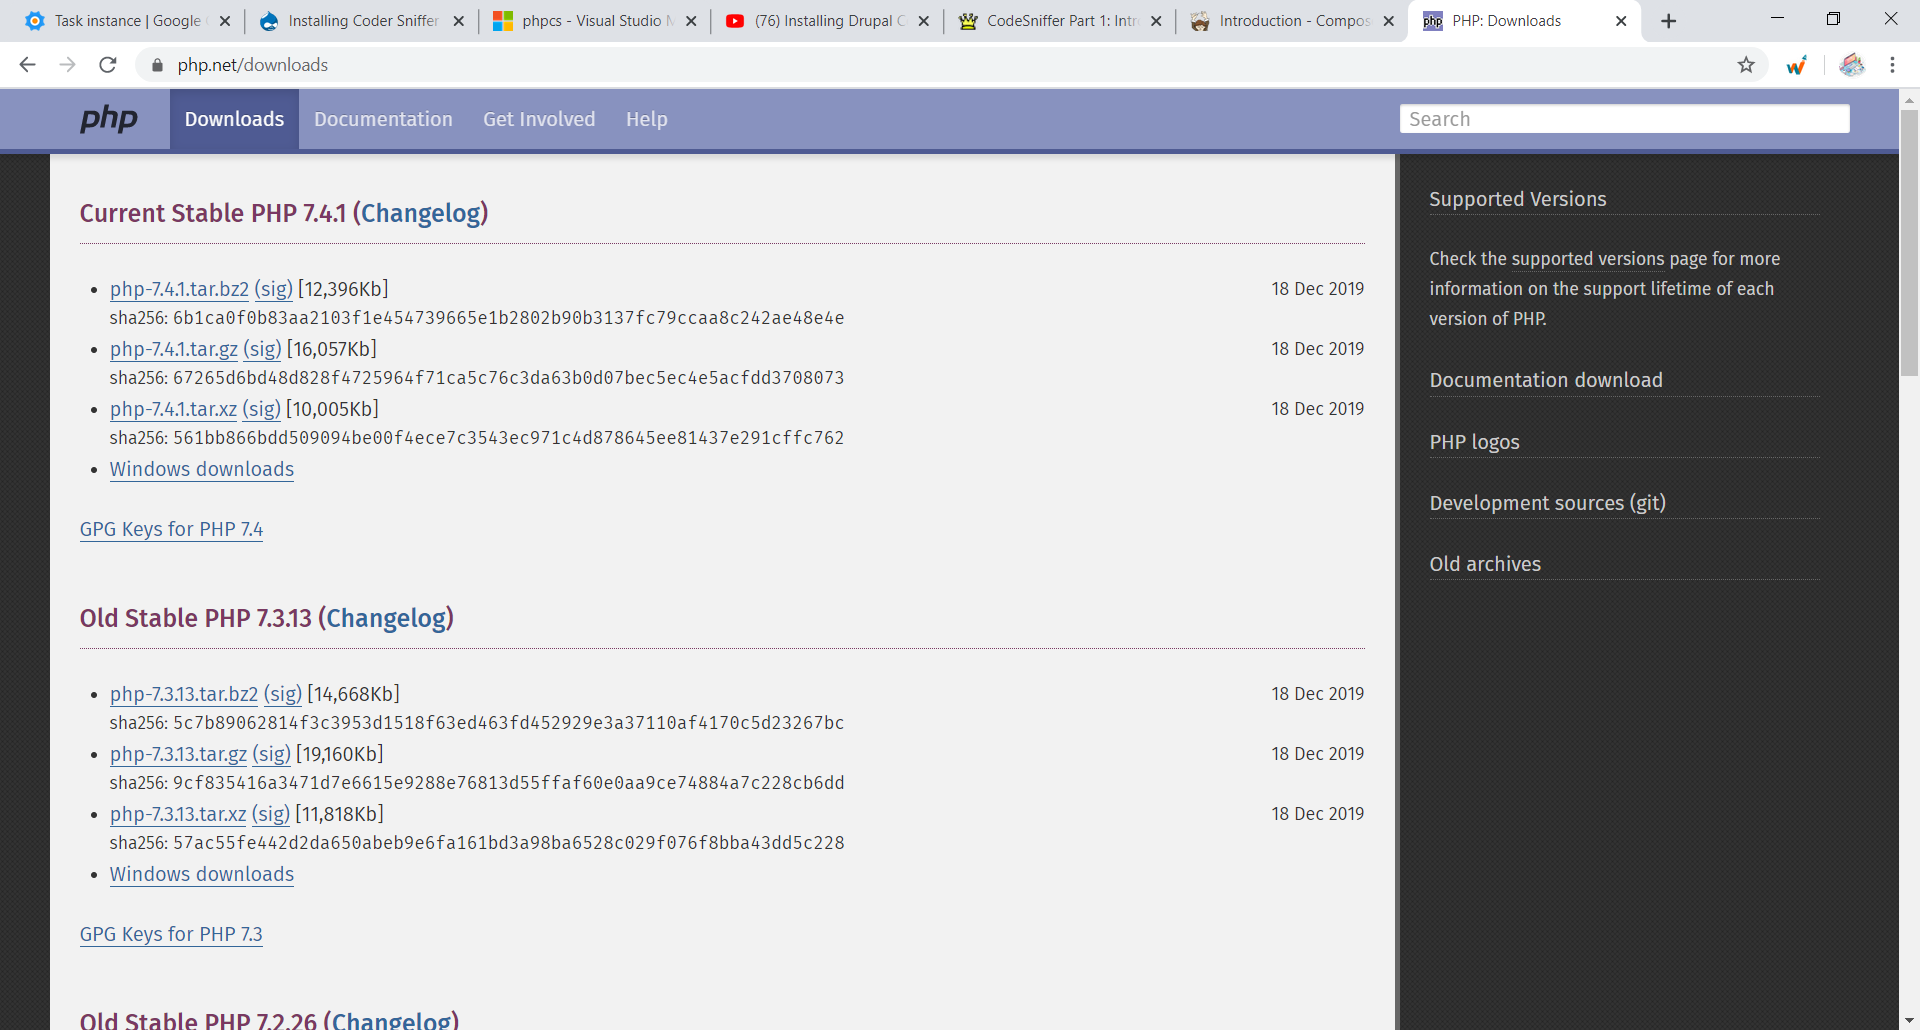 Task instance | Google
Installing Coder Sniffer
phpcs - Visual Studio M
(76) Installing Drupal C
CodeSniffer Part 1: Intr
Introduction - Compos
php PHP: Downloads
php.net/downloads
php Downloads Documentation Get Involved Help Search
Current Stable PHP 7.4.1 (Changelog)
php-7.4.1.tar.bz2 (sig) [12,396Kb] 18 Dec 2019
sha256: 6b1ca0f0b83aa2103f1e454739665e1b2802b90b3137fc79ccaa8c242ae48e4e
php-7.4.1.tar.gz (sig) [16,057Kb] 18 Dec 2019
sha256: 67265d6bd48d828f4725964f71ca5c76c3da63b0d07bec5ec4e5acfdd3708073
php-7.4.1.tar.xz (sig) [10,005Kb] 18 Dec 2019
sha256: 561bb866bdd509094be00f4ece7c3543ec971c4d878645ee81437e291cffc762
Windows downloads
GPG Keys for PHP 7.4
Old Stable PHP 7.3.13 (Changelog)
php-7.3.13.tar.bz2 (sig) [14,668Kb] 18 Dec 2019
sha256: 5c7b89062814f3c3953d1518f63ed463fd452929e3a37110af4170c5d23267bc
php-7.3.13.tar.gz (sig) [19,160Kb] 18 Dec 2019
sha256: 9cf835416a3471d7e6615e9288e76813d55ffaf60e0aa9ce74884a7c228cb6dd
php-7.3.13.tar.xz (sig) [11,818Kb] 18 Dec 2019
sha256: 57ac55fe442d2da650abeb9e6fa161bd3a98ba6528c029f076f8bba43dd5c228
Windows downloads
GPG Keys for PHP 7.3
Old Stable PHP 7.2.26 (Changelog)
Supported Versions
Check the supported versions page for more
information on the support lifetime of each
version of PHP.
Documentation download
PHP logos
Development sources (git)
Old archives